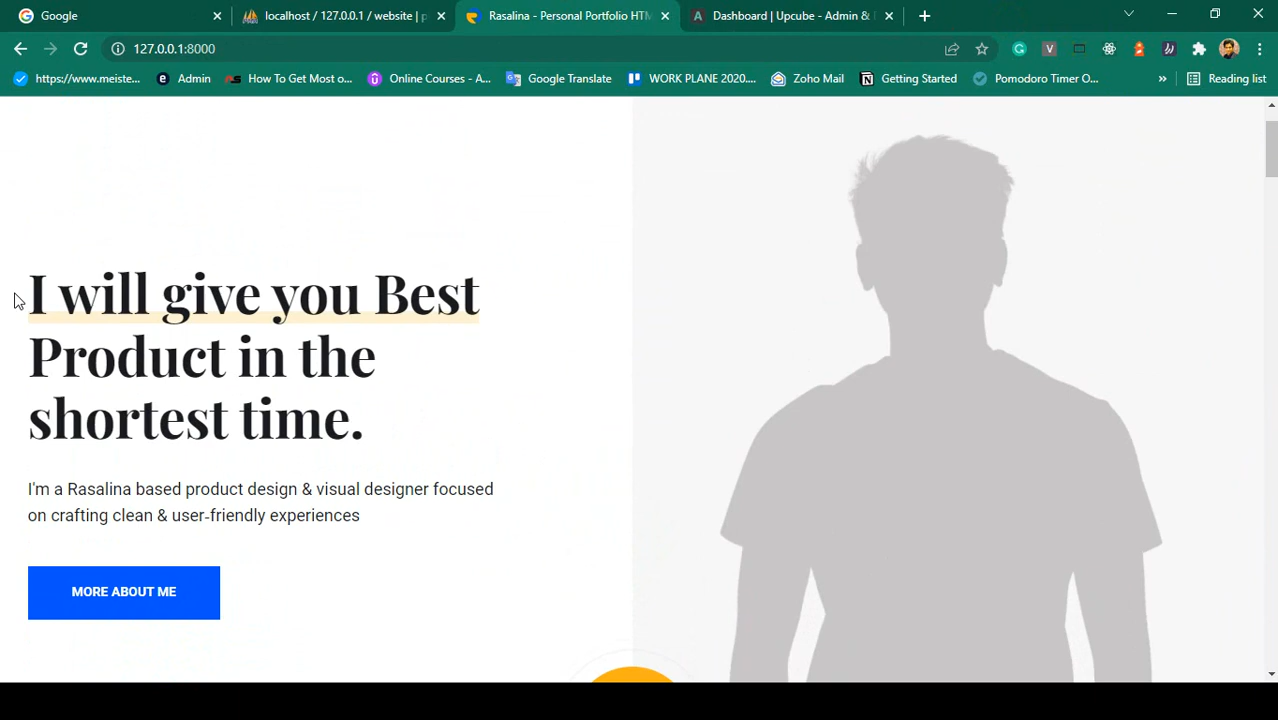 Google
localhost / 127.0.0.1 / website | p
Rasalina - Personal Portfolio HTM
Dashboard | Upcube - Admin &
127.0.0.1:8000
https://www.meiste...
Admin
How To Get Most o...
Online Courses - A...
Google Translate
WORK PLANE 2020....
Zoho Mail
Getting Started
Pomodoro Timer O...
»
Reading list
I will give you Best
Product in the
shortest time.
I'm a Rasalina based product design & visual designer focused
on crafting clean & user-friendly experiences
MORE ABOUT ME